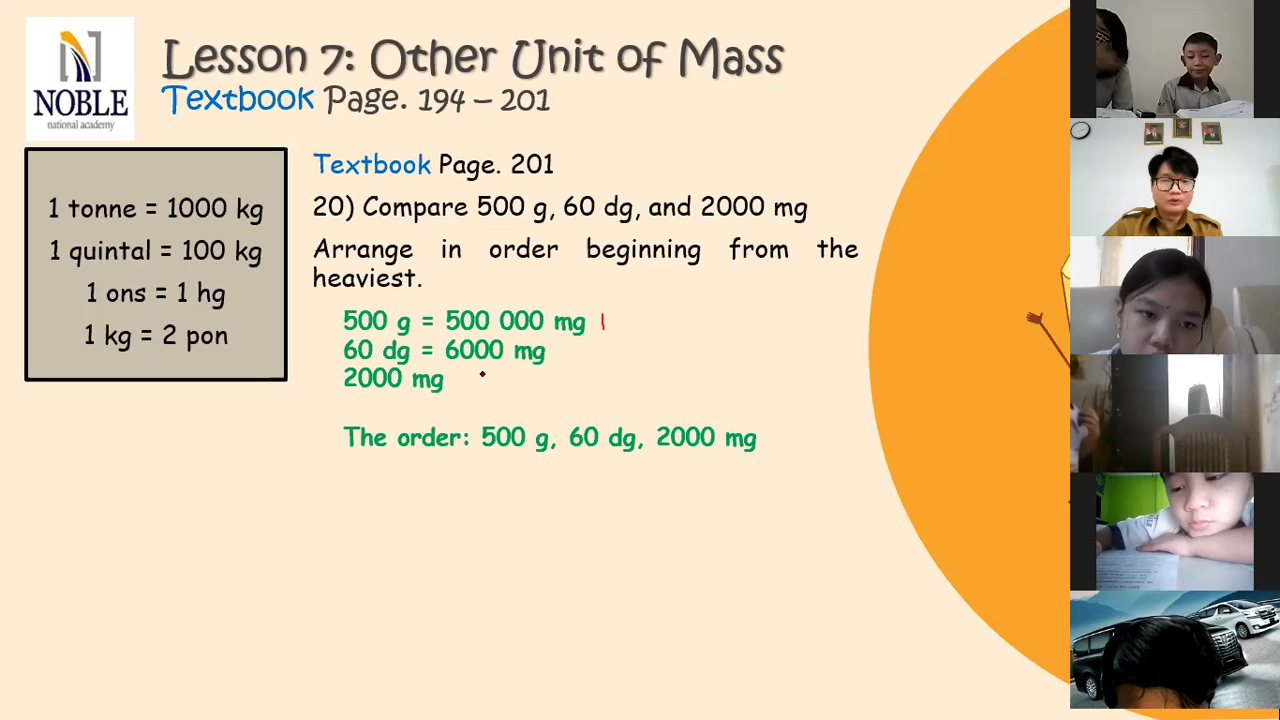 NOBLE
national academy
Lesson 7: Other Unit of Mass
Textbook Page. 194 – 201
1 tonne = 1000 kg
1 quintal = 100 kg
1 ons = 1 hg
1 kg = 2 pon
Textbook Page. 201
20) Compare 500 g, 60 dg, and 2000 mg
Arrange in order beginning from the
heaviest.
500 g = 500 000 mg 1
60 dg = 6000 mg
2000 mg
The order: 500 g, 60 dg, 2000 mg